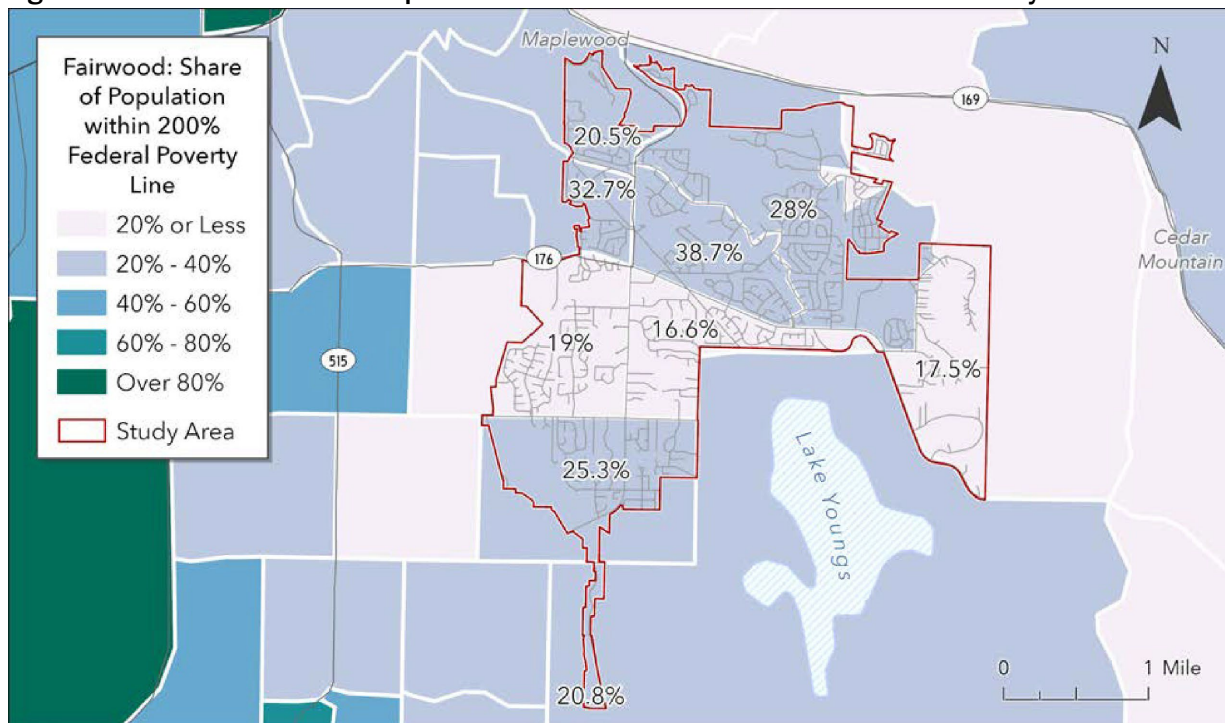 Fairwood: Share
of Population
within 200%
Federal Poverty
Line
20% or Less
20% - 40%
40% - 60%
60% - 80%
Over 80%
Study Area
Maplewood
N
169
20.5%
32.7%
28%
38.7%
Cedar
Mountain
176
19%
16.6%
515
17.5%
25.3%
Lake Youngs
20.8%
0
1 Mile